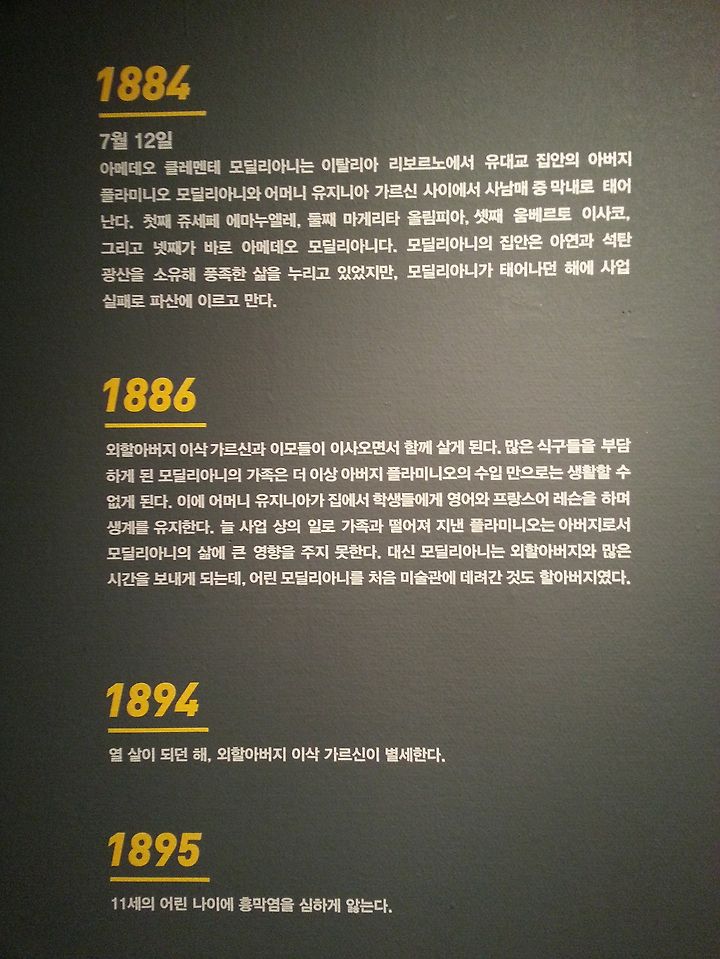 1884
7월 12일
아메데오 클레멘테 모딜리아니는 이탈리아 리보르노에서 유대교 집안의 아버지
플라미니오 모딜리아니와 어머니 유지니아 가르신 사이에서 사남매 중 막내로 태어
난다. 첫째 쥬세페 에마누엘레, 둘째 마게리타 올림피아, 셋째 움베르토 이사코,
그리고 넷째가 바로 아메데오 모딜리아니다. 모딜리아니의 집안은 아연과 석탄
광산을 소유해 풍족한 삶을 누리고 있었지만, 모딜리아니가 태어나던 해에 사업
실패로 파산에 이르고 만다.
1886
외할아버지 이삭 가르신과 이모들이 이사오면서 함께 살게 된다. 많은 식구들을 부담
하게 된 모딜리아니의 가족은 더 이상 아버지 플라미니오의 수입 만으로는 생활할 수
없게 된다. 이에 어머니 유지니아가 집에서 학생들에게 영어와 프랑스어 레슨을 하며
생계를 유지한다. 늘 사업 상의 일로 가족과 떨어져 지낸 플라미니오는 아버지로서
모딜리아니의 삶에 큰 영향을 주지 못한다. 대신 모딜리아니는 외할아버지와 많은
시간을 보내게 되는데, 어린 모딜리아니를 처음 미술관에 데려간 것도 할아버지였다.
1894
열 살이 되던 해, 외할아버지 이삭 가르신이 별세한다.
1895
11세의 어린 나이에 흉막염을 심하게 앓는다.